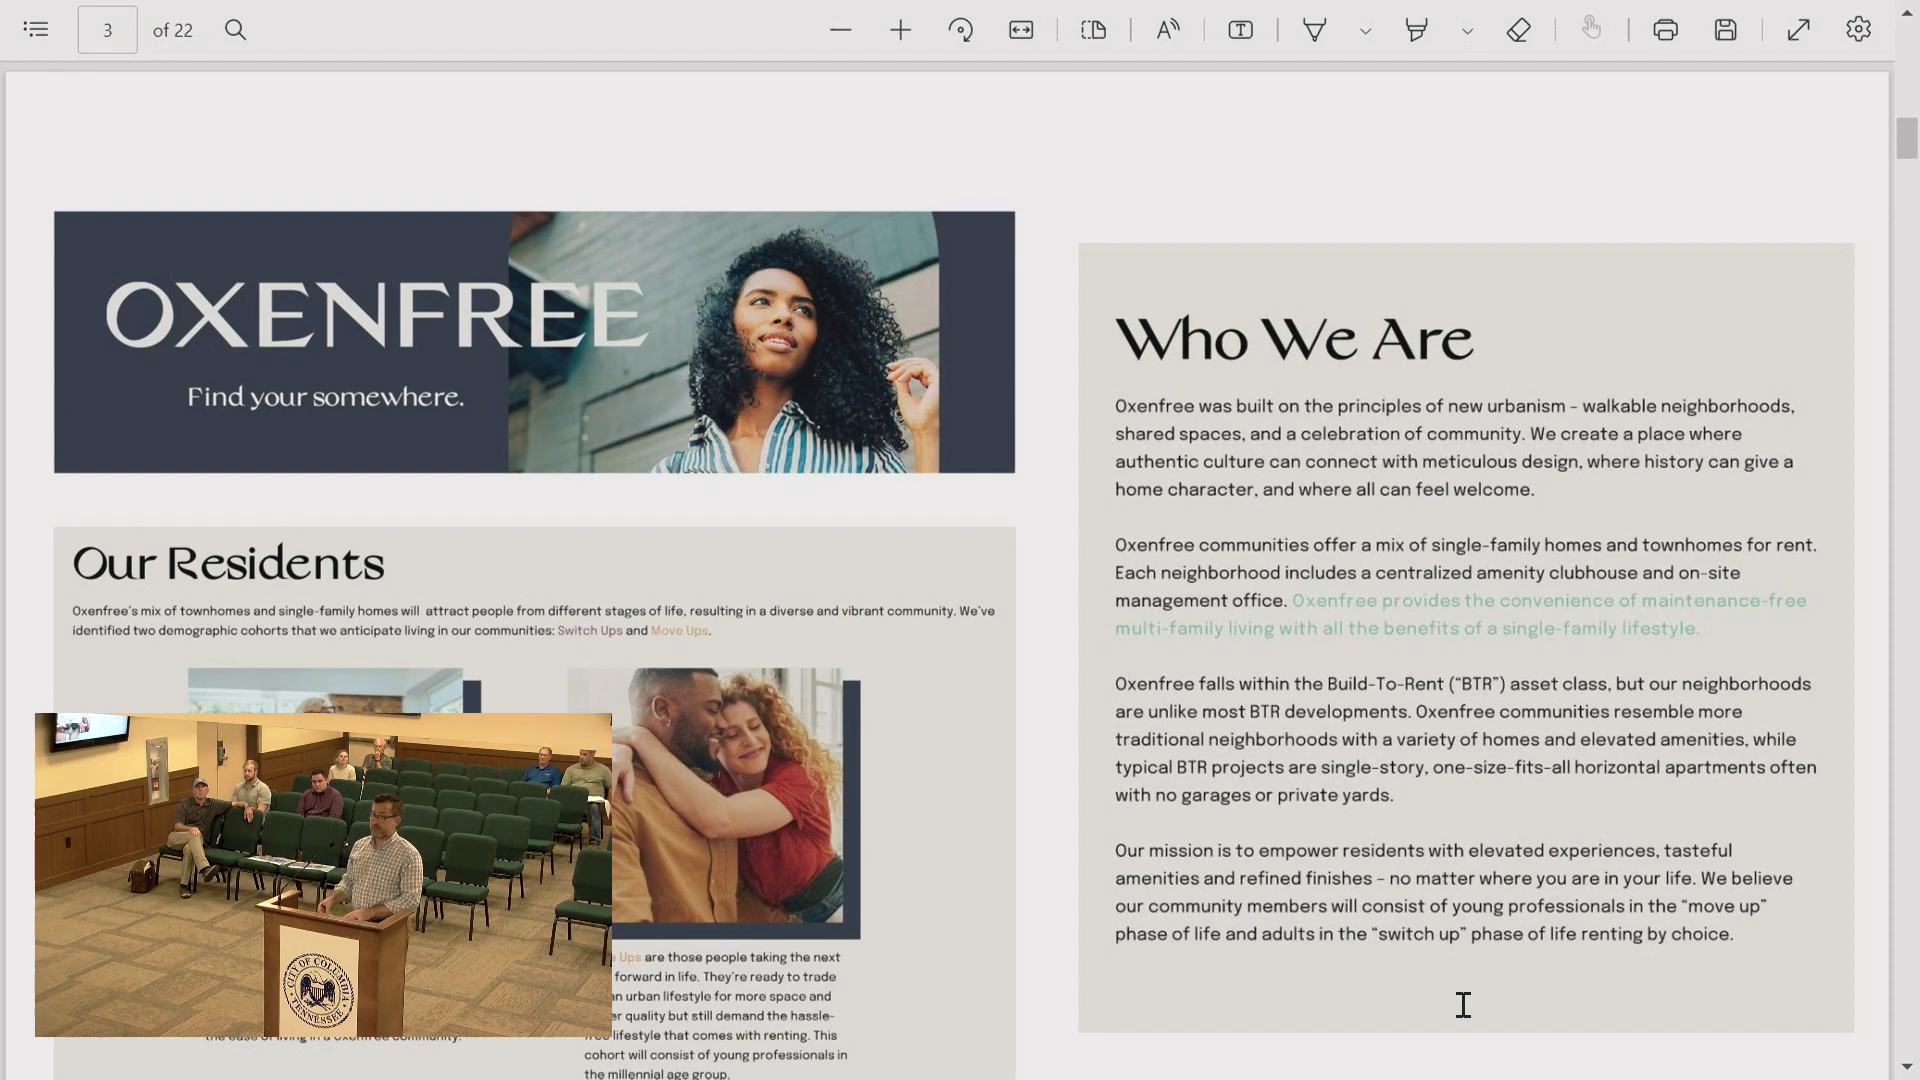 3 of 22
OXENFREE
Find your somewhere.
Our Residents
Oxenfree's mix of townhomes and single-family homes will attract people from different stages of life, resulting in a diverse and vibrant community. We've
identified two demographic cohorts that we anticipate living in our communities: Switch Ups and Move Ups.
Ups are those people taking the next
forward in life. They're ready to trade
an urban lifestyle for more space and
quality but still demand the hassle-
free lifestyle that comes with renting. This
cohort will consist of young professionals in
the millennial age group.
the ease of living in a Oxenfree community.
CITY OF COLUMBIA
TENNESSEE
Who We Are
Oxenfree was built on the principles of new urbanism – walkable neighborhoods,
shared spaces, and a celebration of community. We create a place where
authentic culture can connect with meticulous design, where history can give a
home character, and where all can feel welcome.
Oxenfree communities offer a mix of single-family homes and townhomes for rent.
Each neighborhood includes a centralized amenity clubhouse and on-site
management office. Oxenfree provides the convenience of maintenance-free
multi-family living with all the benefits of a single-family lifestyle.
Oxenfree falls within the Build-To-Rent (“BTR”) asset class, but our neighborhoods
are unlike most BTR developments. Oxenfree communities resemble more
traditional neighborhoods with a variety of homes and elevated amenities, while
typical BTR projects are single-story, one-size-fits-all horizontal apartments often
with no garages or private yards.
Our mission is to empower residents with elevated experiences, tasteful
amenities and refined finishes – no matter where you are in your life. We believe
our community members will consist of young professionals in the “move up”
phase of life and adults in the “switch up” phase of life renting by choice.